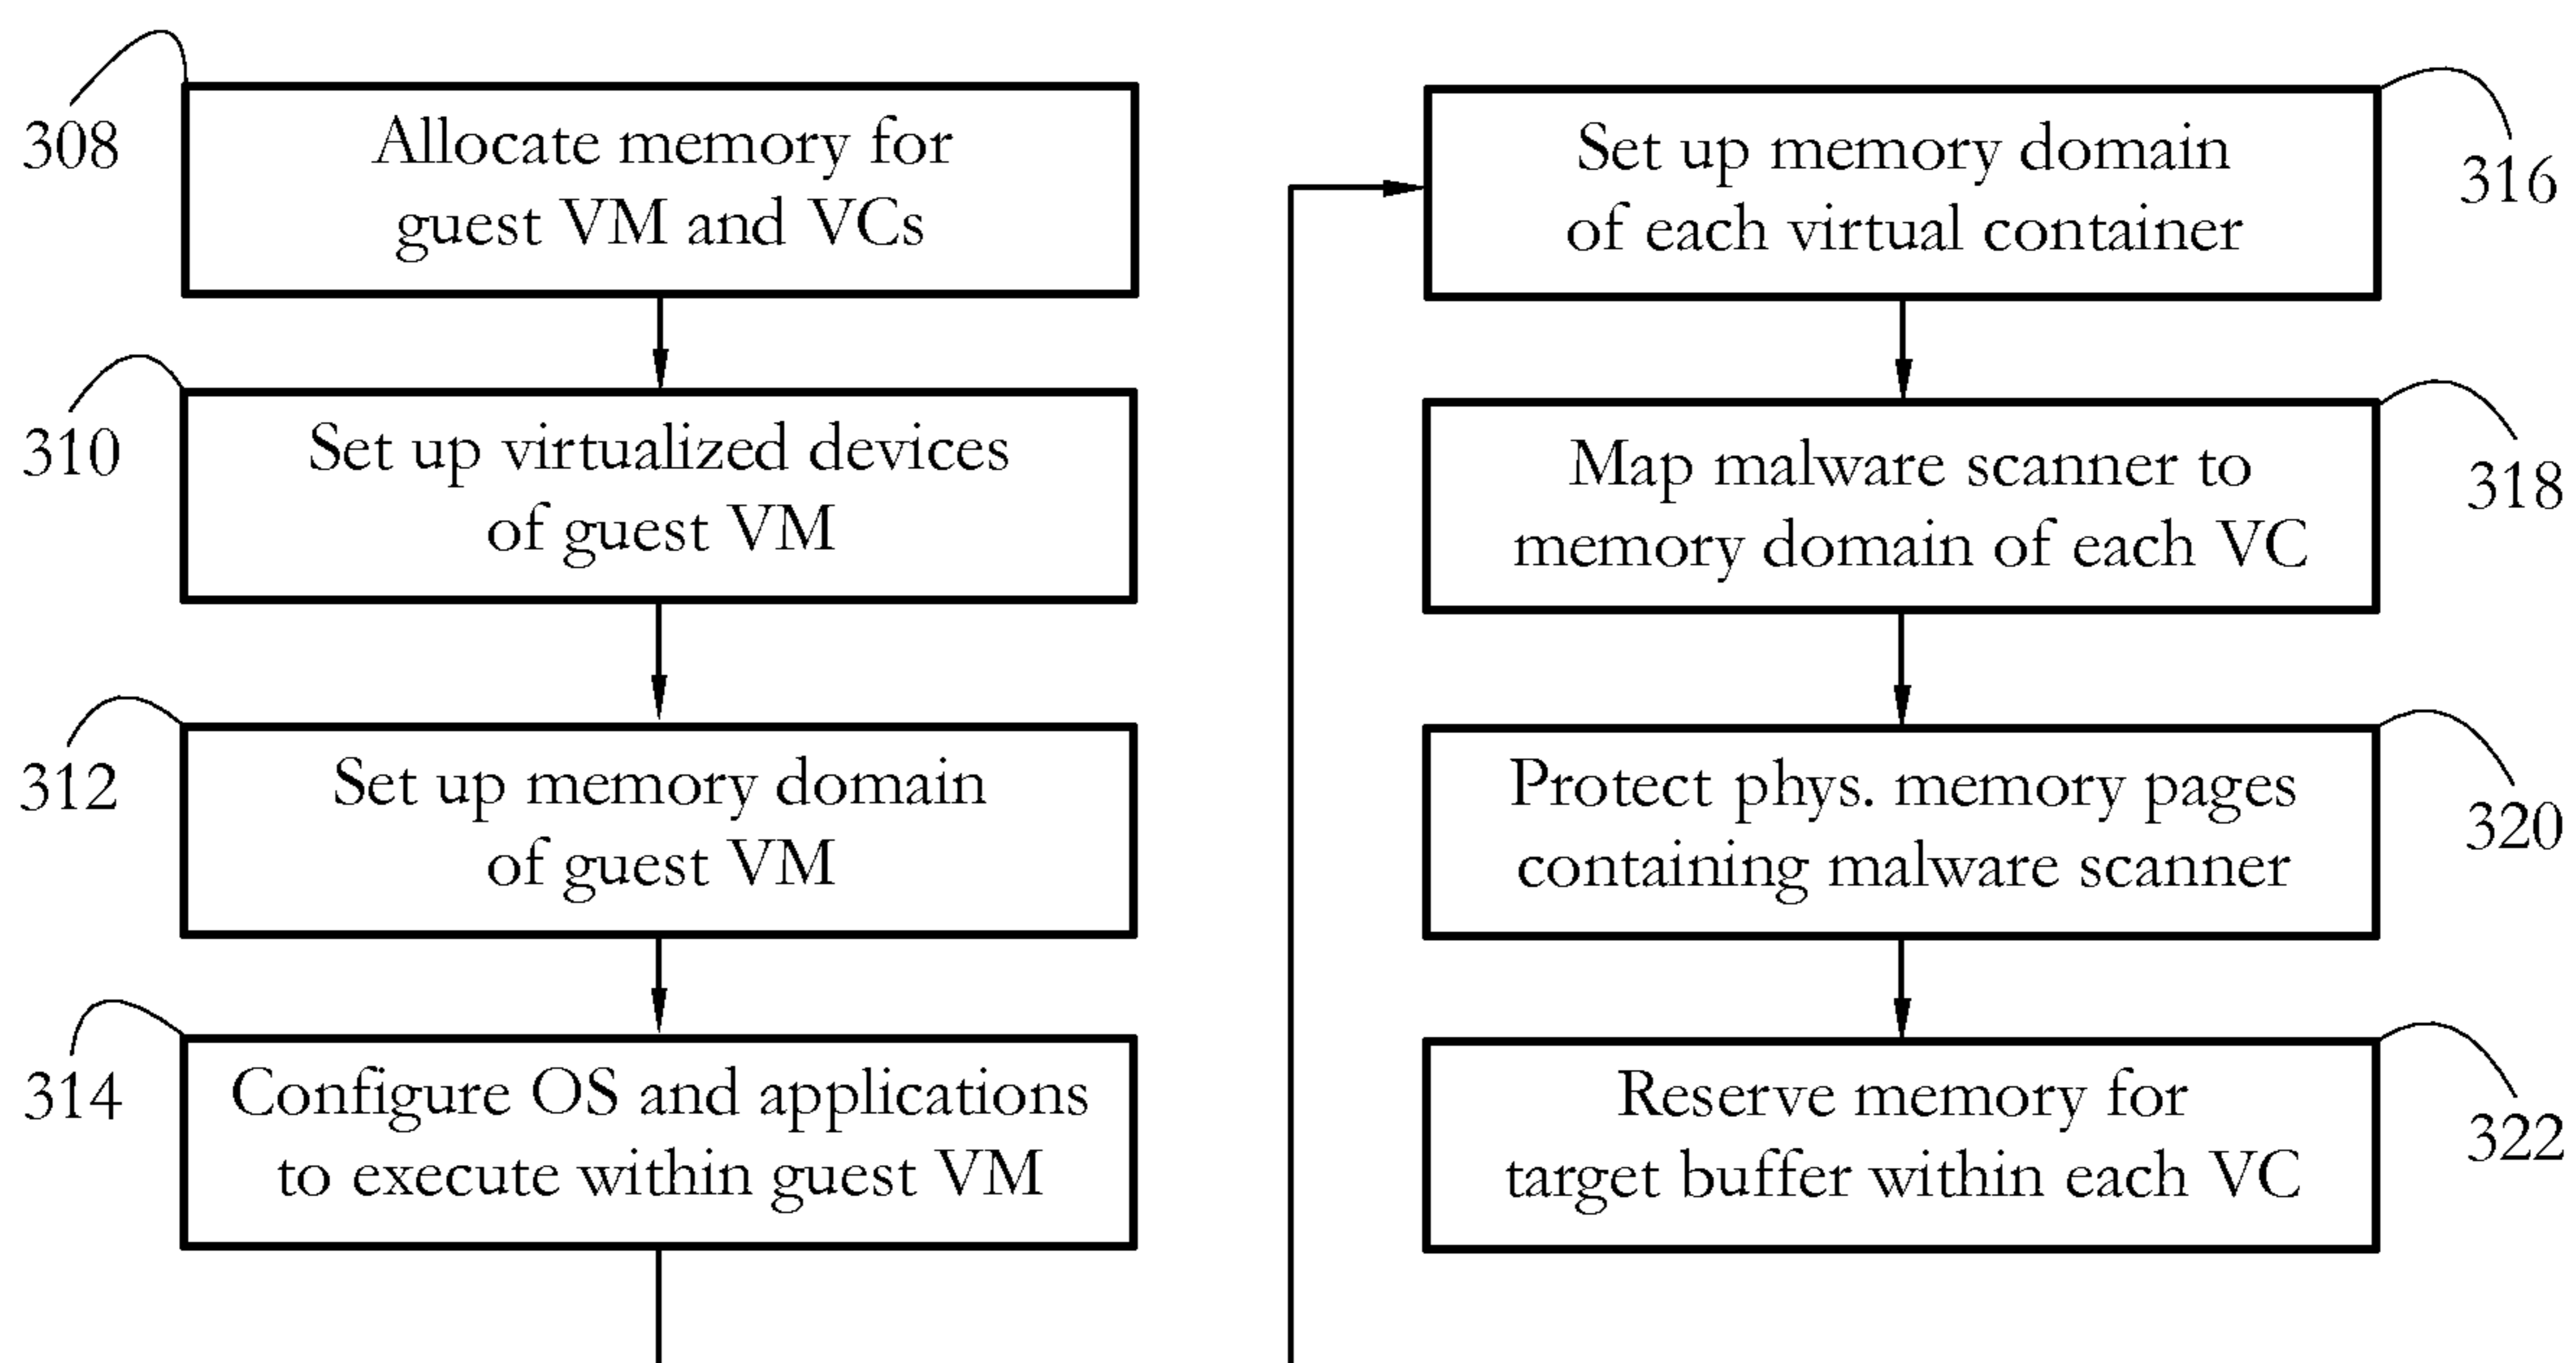 308
Allocate memory for
guest VM and VCs
310
Set up virtualized devices
of guest VM
312
Set up memory domain
of guest VM
314
Configure OS and applications
to execute within guest VM
Set up memory domain
of each virtual container
316
Map malware scanner to
memory domain of each VC
318
Protect phys. memory pages
containing malware scanner
320
Reserve memory for
target buffer within each VC
322